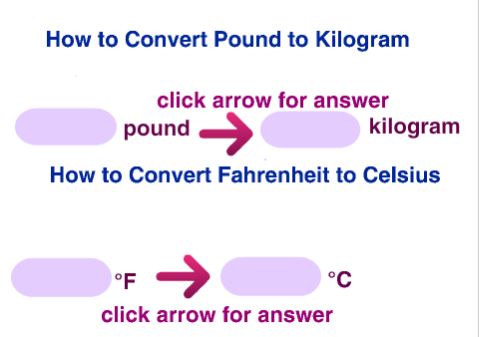 How to Convert Pound to Kilogram
click arrow for answer
pound kilogram
How to Convert Fahrenheit to Celsius
°F °C
click arrow for answer